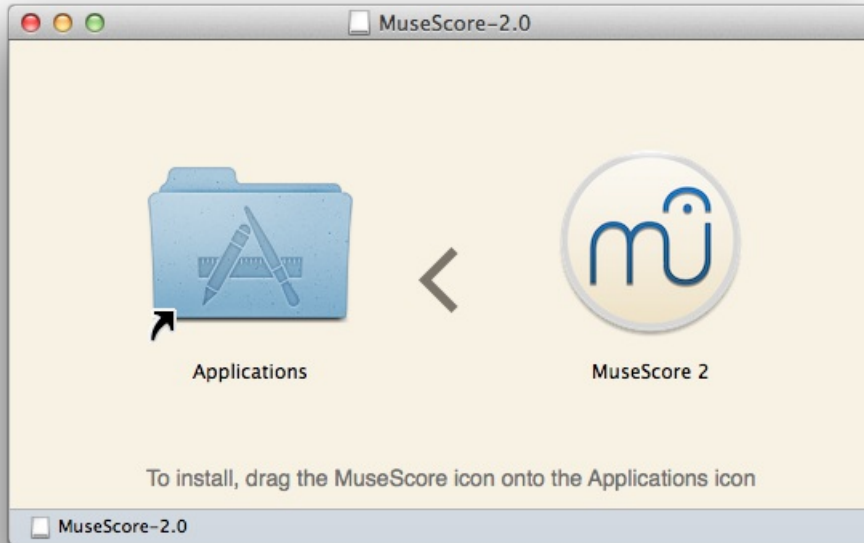 MuseScore-2.0
mu
Applications
MuseScore 2
To install, drag the MuseScore icon onto the Applications icon
MuseScore-2.0